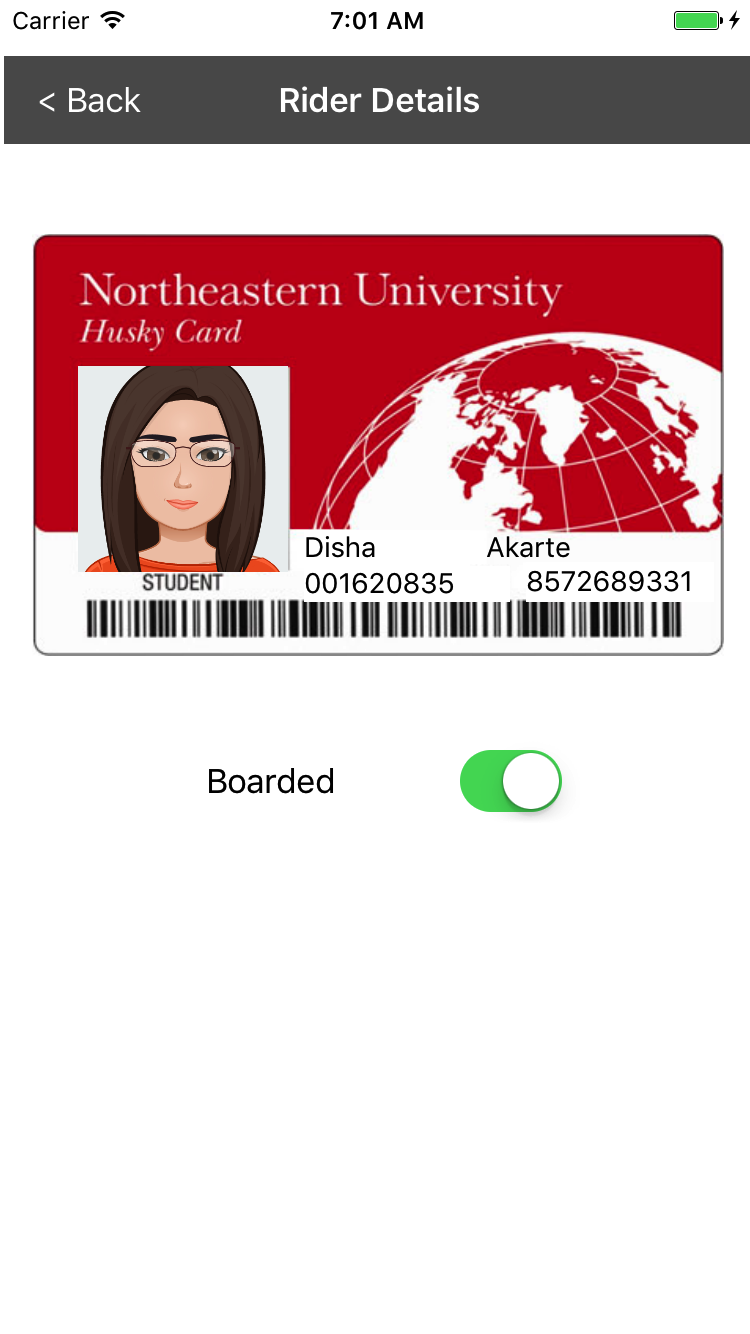 Carrier 7:01 AM
< Back Rider Details
Northeastern University
Husky Card
Disha Akarte
STUDENT 001620835 8572689331
Boarded